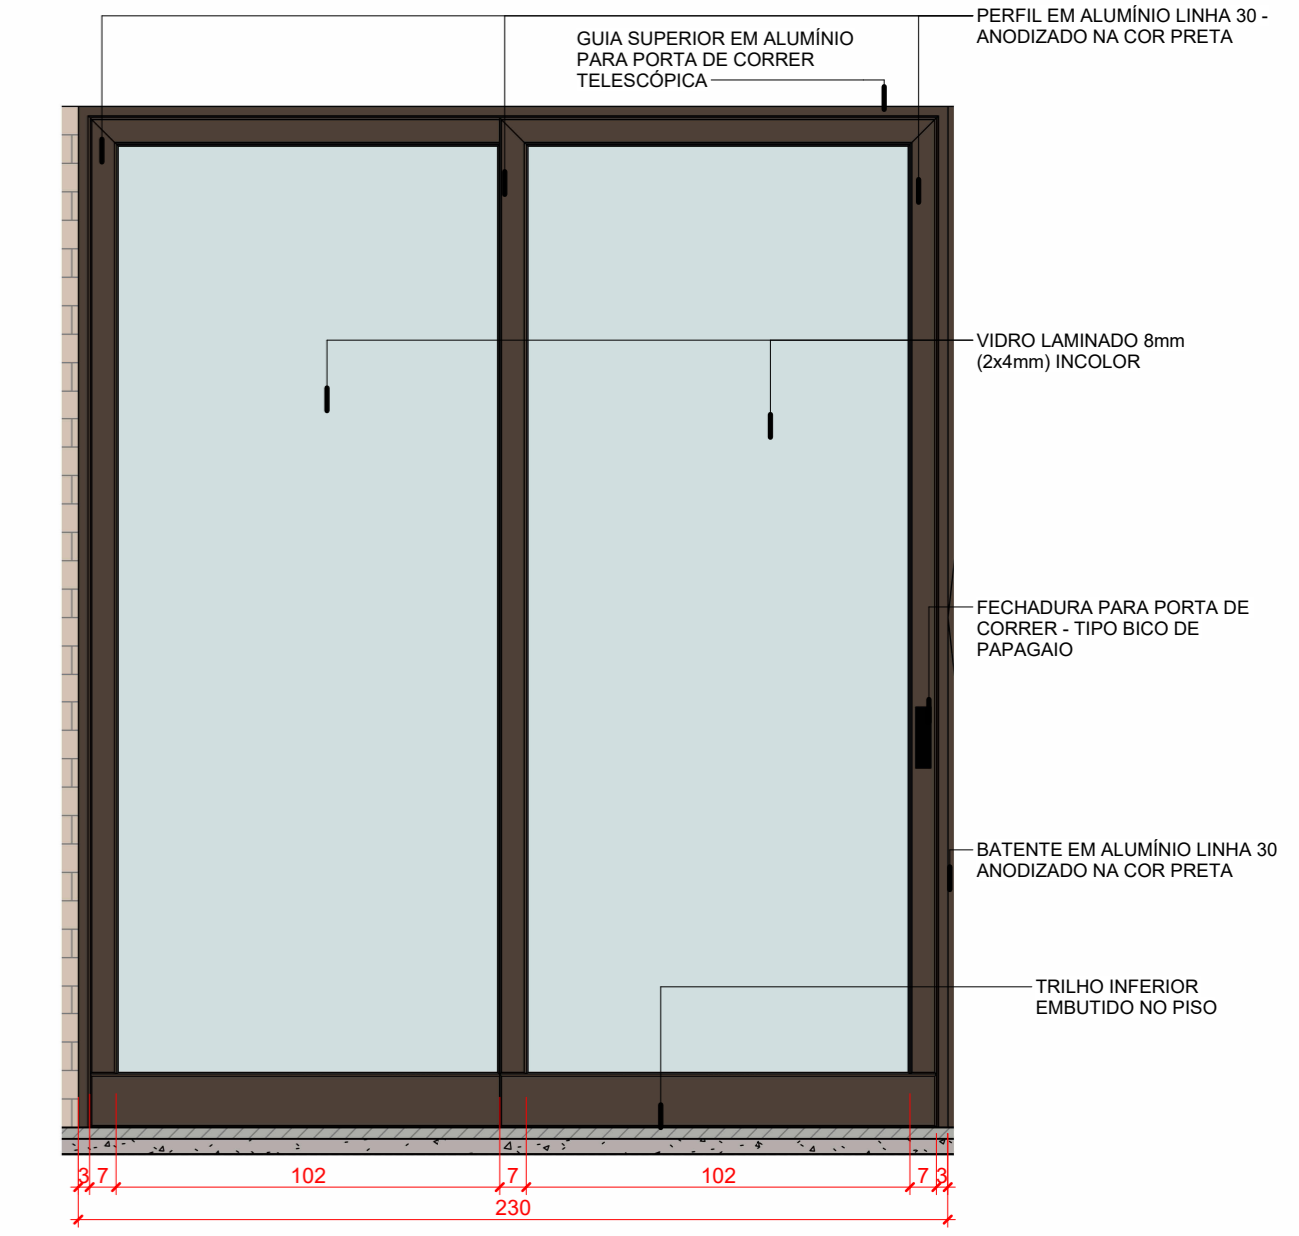 PERFIL EM ALUMÍNIO LINHA 30 -
ANODIZADO NA COR PRETA
GUIA SUPERIOR EM ALUMÍNIO
PARA PORTA DE CORRER
TELESCÓPICA
VIDRO LAMINADO 8mm
(2x4mm) INCOLOR
FECHADURA PARA PORTA DE
CORRER - TIPO BICO DE
PAPAGAIO
BATENTE EM ALUMÍNIO LINHA 30
ANODIZADO NA COR PRETA
TRILHO INFERIOR
EMBUTIDO NO PISO
3 7 102 7 102 7 3
230